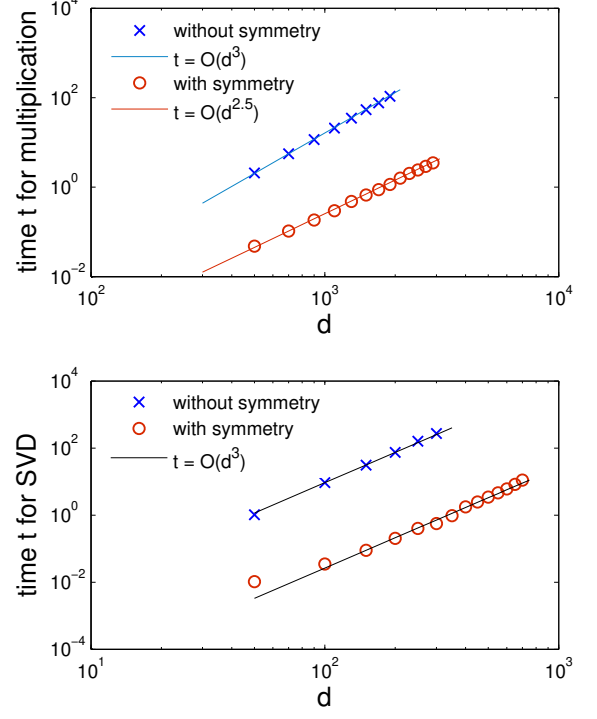 10^4
10^2
10^0
10^-2
time t for multiplication
without symmetry
t = O(d^3)
with symmetry
t = O(d^2.5)
10^2
10^3
10^4
d
10^4
10^2
10^0
10^-2
10^-4
time t for SVD
without symmetry
with symmetry
t = O(d^3)
10^1
10^2
10^3
d